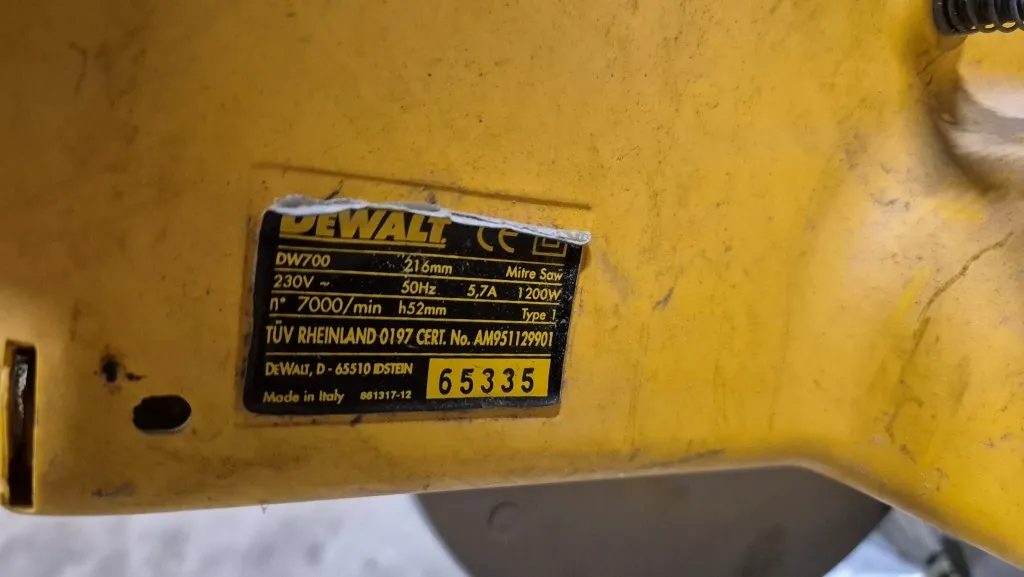 DEWALT CE
DW700 216mm Mitre Saw
230V ~ 50Hz 5,7A 1200W
n° 7000/min h52mm Type 1
TÜV RHEINLAND 0197 CERT. No. AM951129901
DEWALT, D - 65510 IDSTEIN
65335
Made in Italy 881317-12